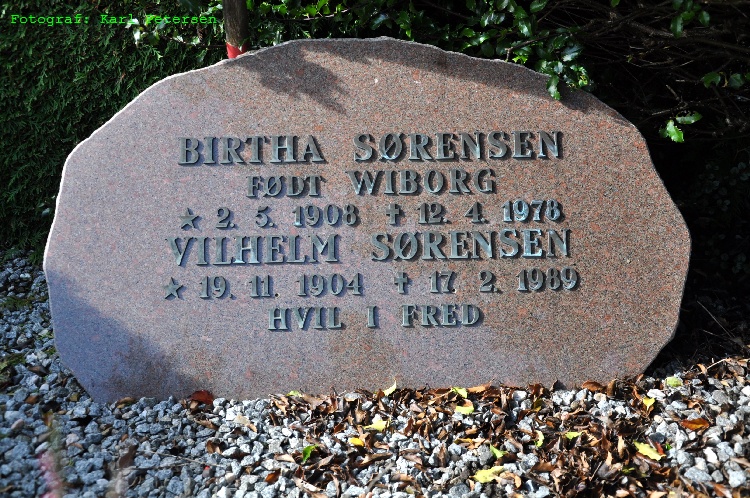 Fotograf: Karl Petersen
BIRTHA SØRENSEN
FØDT WIBORG
★ 2. 5. 1908 ✝ 12. 4. 1978
VILHELM SØRENSEN
★ 19. 11. 1904 ✝ 17. 2. 1989
HVIL I FRED